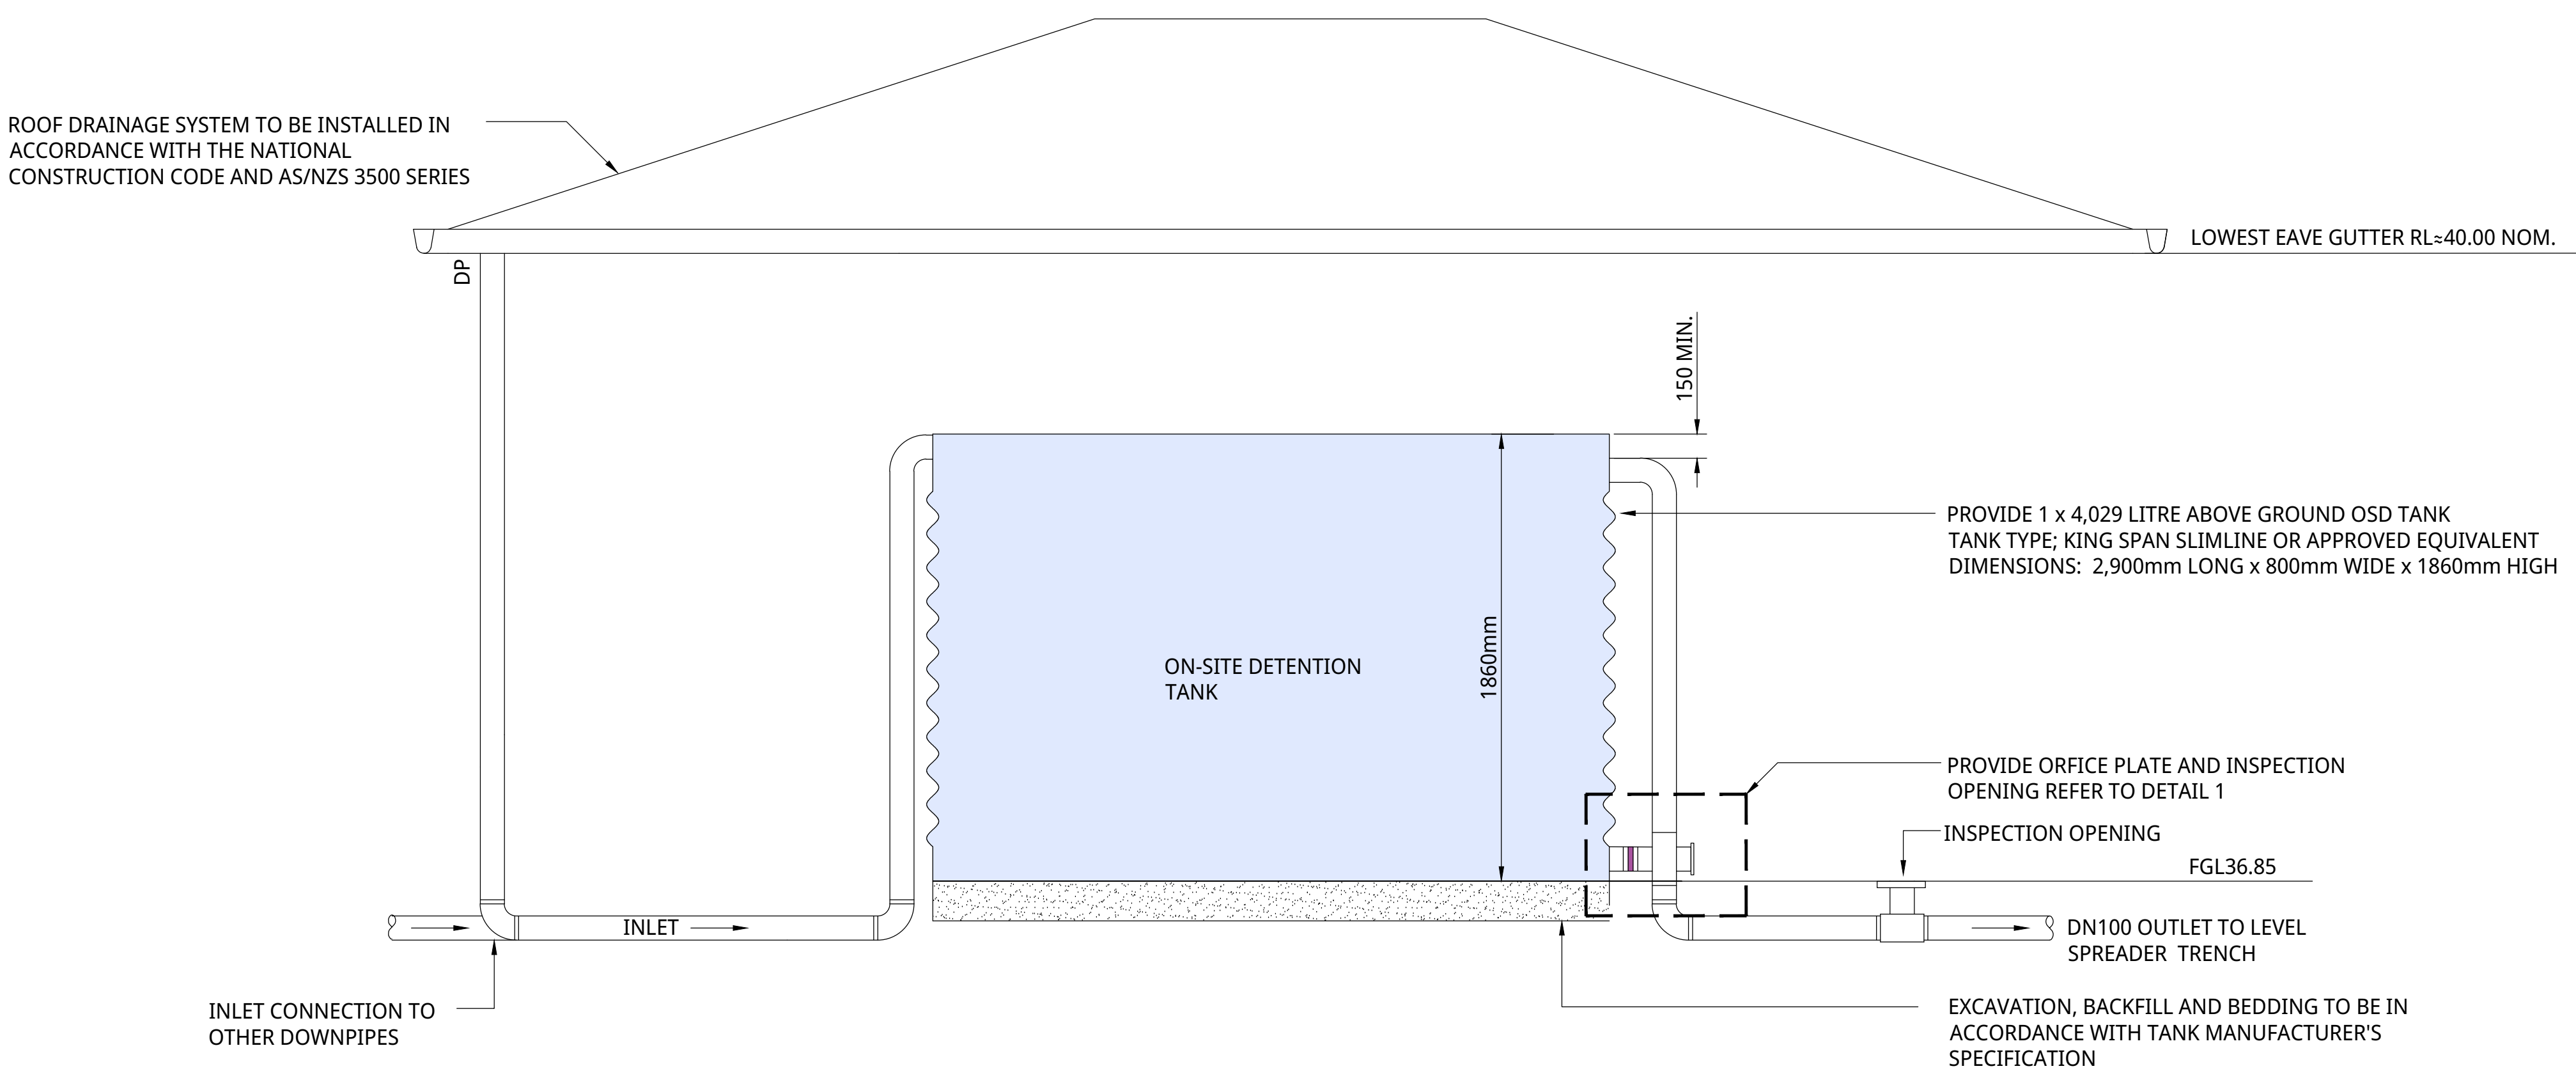 ROOF DRAINAGE SYSTEM TO BE INSTALLED IN
ACCORDANCE WITH THE NATIONAL
CONSTRUCTION CODE AND AS/NZS 3500 SERIES
LOWEST EAVE GUTTER RL≈40.00 NOM.
DP
150 MIN.
PROVIDE 1 x 4,029 LITRE ABOVE GROUND OSD TANK
TANK TYPE; KING SPAN SLIMLINE OR APPROVED EQUIVALENT
DIMENSIONS: 2,900mm LONG x 800mm WIDE x 1860mm HIGH
ON-SITE DETENTION
TANK
1860mm
PROVIDE ORFICE PLATE AND INSPECTION
OPENING REFER TO DETAIL 1
INSPECTION OPENING
FGL36.85
INLET
DN100 OUTLET TO LEVEL
SPREADER TRENCH
INLET CONNECTION TO
OTHER DOWNPIPES
EXCAVATION, BACKFILL AND BEDDING TO BE IN
ACCORDANCE WITH TANK MANUFACTURER'S
SPECIFICATION